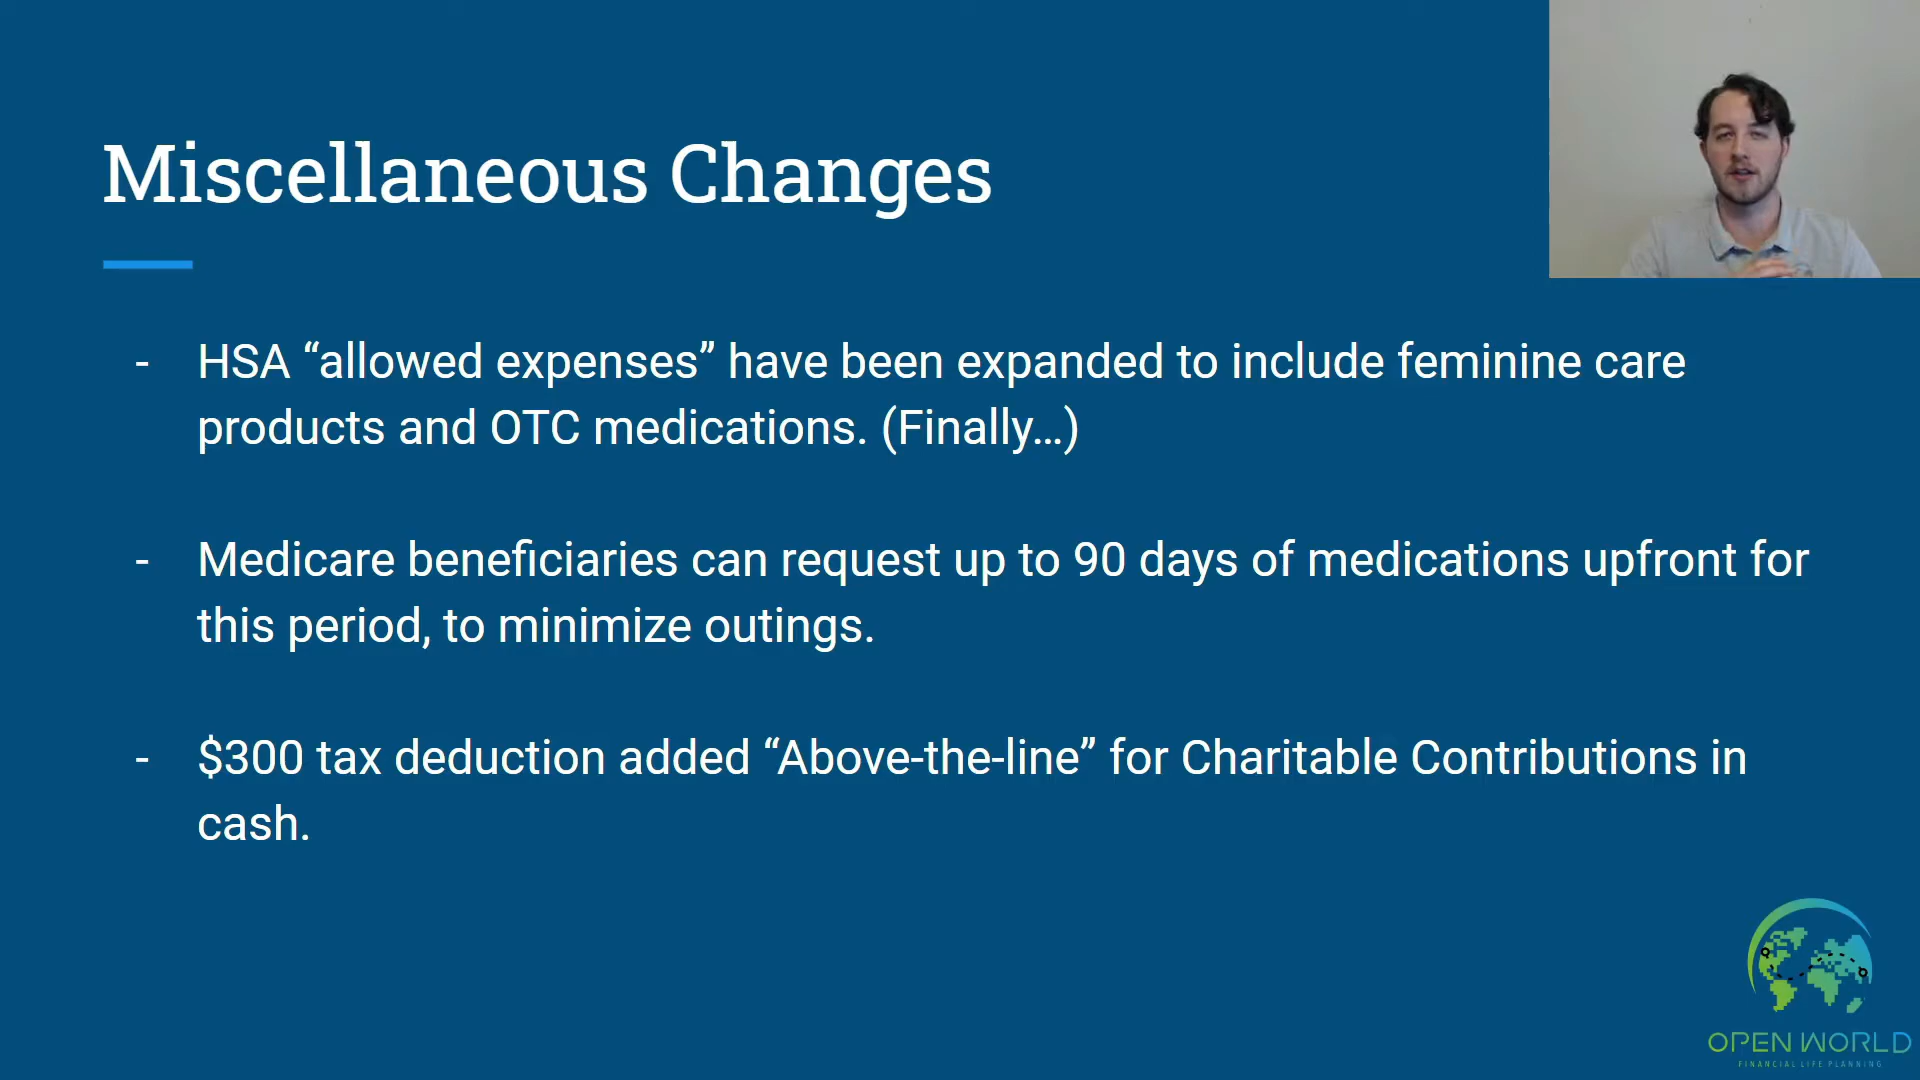 Miscellaneous Changes
- HSA “allowed expenses” have been expanded to include feminine care
products and OTC medications. (Finally…)
- Medicare beneficiaries can request up to 90 days of medications upfront for
this period, to minimize outings.
- $300 tax deduction added “Above-the-line” for Charitable Contributions in
cash.
OPEN WORLD
FINANCIAL LIFE PLANNING